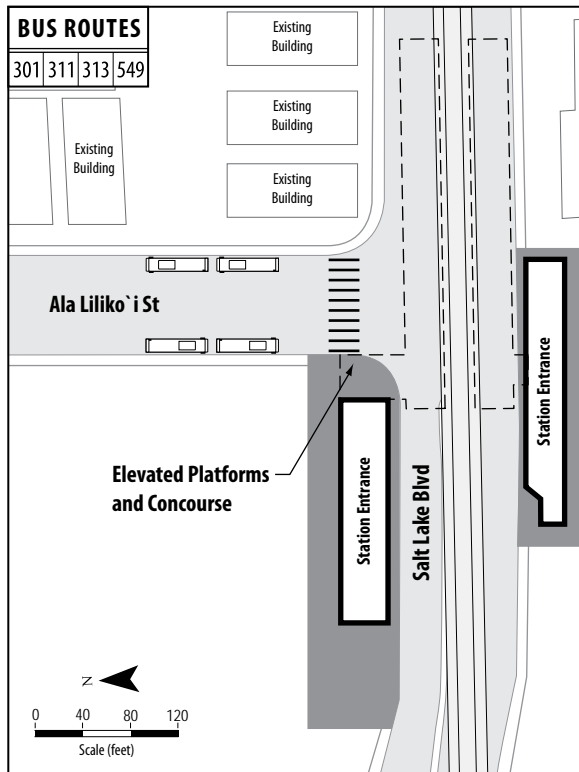 BUS ROUTES
301 311 313 549
Existing
Building
Existing
Building
Existing
Building
Existing
Building
Ala Liliko`i St
Station Entrance
Elevated Platforms
and Concourse
Station Entrance
Salt Lake Blvd
N
0 40 80 120
Scale (feet)